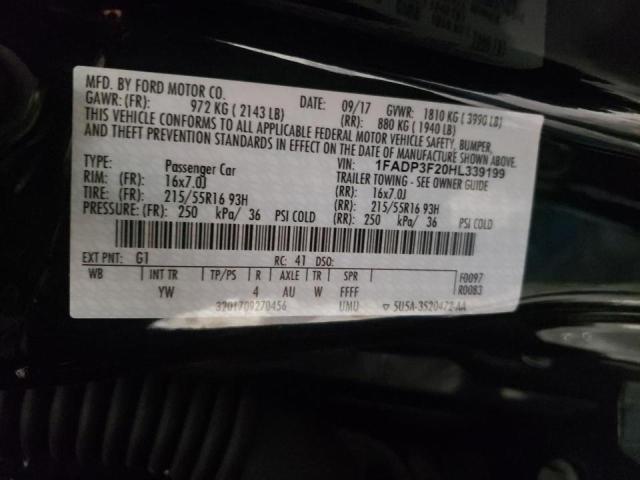 MFD. BY FORD MOTOR CO.
DATE: 09/17 GVWR: 1810 KG ( 3990 LB)
GAWR: (FR): 972 KG ( 2143 LB) (RR): 880 KG ( 1940 LB)
THIS VEHICLE CONFORMS TO ALL APPLICABLE FEDERAL MOTOR VEHICLE SAFETY, BUMPER,
AND THEFT PREVENTION STANDARDS IN EFFECT ON THE DATE OF MANUFACTURE SHOWN ABOVE.
VIN: 1FADP3F20HL339199
TYPE: Passenger Car TRAILER TOWING - SEE OWNER GUIDE
RIM: (FR): 16x7.0J (RR): 16x7.0J
TIRE: (FR): 215/55R16 93H (RR): 215/55R16 93H
PRESSURE: (FR): 250 kPa/ 36 PSI COLD (RR): 250 kPa/ 36 PSI COLD
EXT PNT: G1 RC: 41 DSO: F0097
R0083
WB INT TR TP/PS R AXLE TR SPR
YW 4 AU W FFFF
3201709270456 UMU ▽ 5U5A-3520472-AA